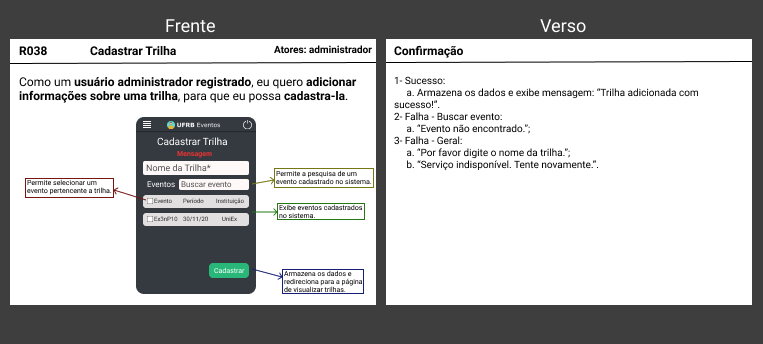 Frente
Verso
R038 Cadastrar Trilha Atores: administrador
Como um usuário administrador registrado, eu quero adicionar
informações sobre uma trilha, para que eu possa cadastra-la.
UFRB Eventos
Cadastrar Trilha
Mensagem
Nome da Trilha*
Eventos Buscar evento
Evento Período Instituição
Ex3nP10 30/11/20 UniEx
Cadastrar
Permite selecionar um
evento pertencente a trilha.
Permite a pesquisa de um
evento cadastrado no sistema.
Exibe eventos cadastrados
no sistema.
Armazena os dados e
redireciona para a página
de visualizar trilhas.
Confirmação
1- Sucesso:
a. Armazena os dados e exibe mensagem: “Trilha adicionada com
sucesso!”.
2- Falha - Buscar evento:
a. “Evento não encontrado.”;
3- Falha - Geral:
a. “Por favor digite o nome da trilha.”;
b. “Serviço indisponível. Tente novamente.”.